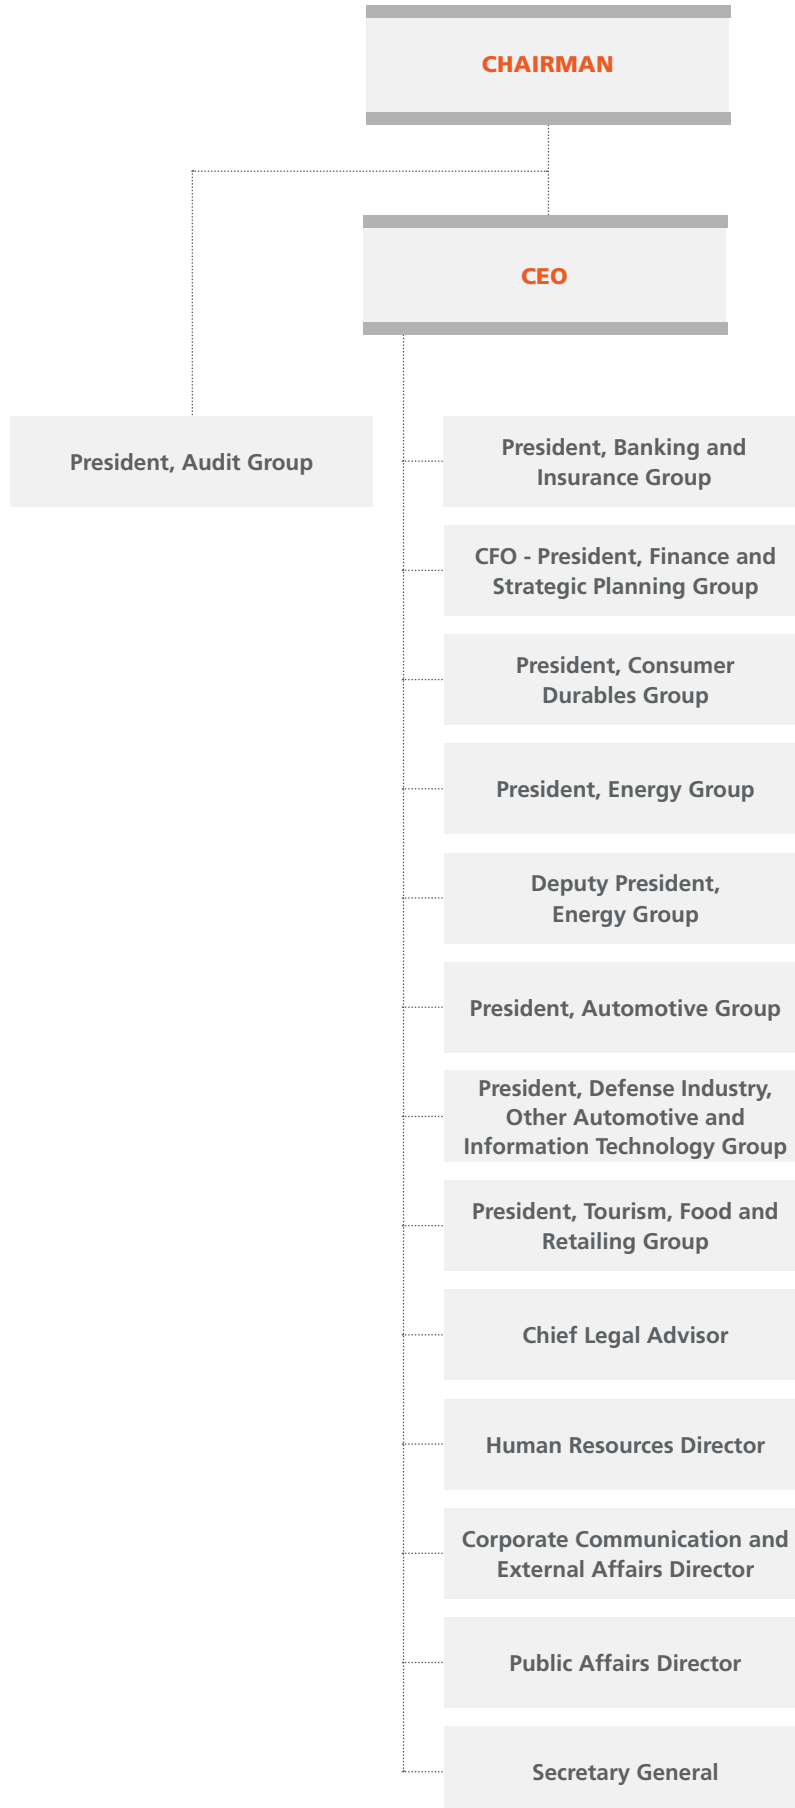 CHAIRMAN
CEO
President, Audit Group
President, Banking and
Insurance Group
CFO - President, Finance and
Strategic Planning Group
President, Consumer
Durables Group
President, Energy Group
Deputy President,
Energy Group
President, Automotive Group
President, Defense Industry,
Other Automotive and
Information Technology Group
President, Tourism, Food and
Retailing Group
Chief Legal Advisor
Human Resources Director
Corporate Communication and
External Affairs Director
Public Affairs Director
Secretary General